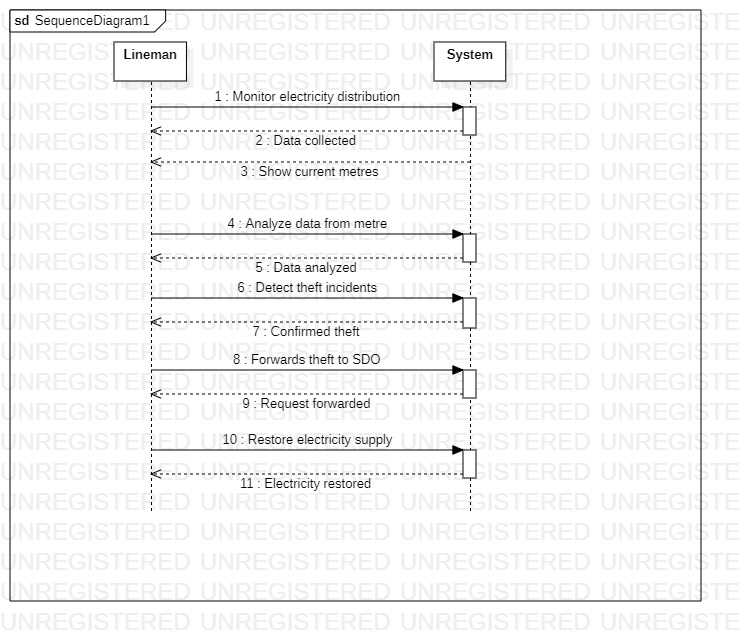 sd SequenceDiagram1
Lineman System
1 : Monitor electricity distribution
2 : Data collected
3 : Show current metres
4 : Analyze data from metre
5 : Data analyzed
6 : Detect theft incidents
7 : Confirmed theft
8 : Forwards theft to SDO
9 : Request forwarded
10 : Restore electricity supply
11 : Electricity restored
UNREGISTERED